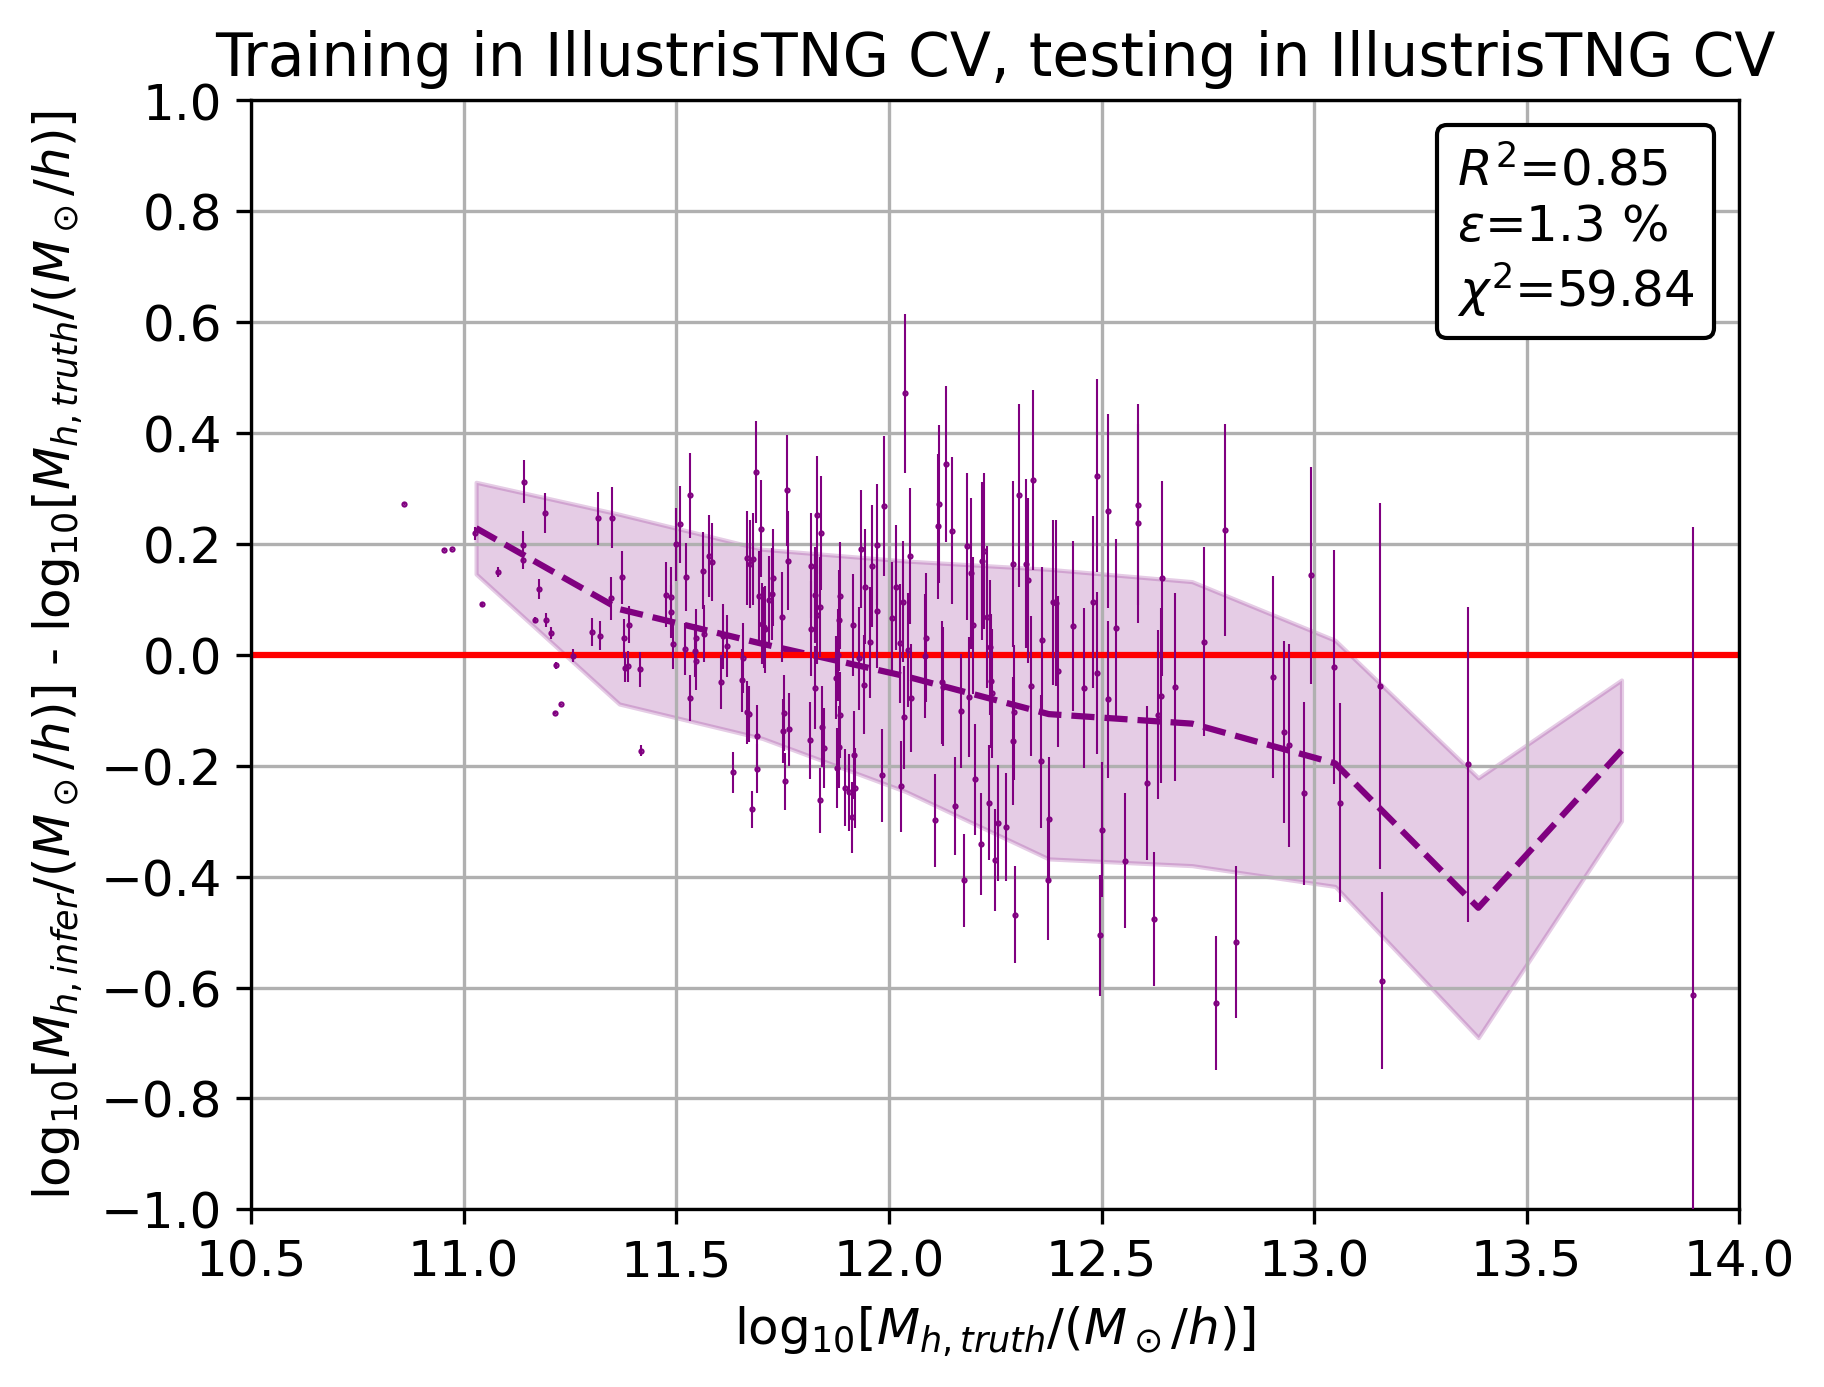 Training in IllustrisTNG CV, testing in IllustrisTNG CV
log₁₀[M_{h,infer}/(M_⊙/h)] - log₁₀[M_{h,truth}/(M_⊙/h)]
1.0
0.8
0.6
0.4
0.2
0.0
−0.2
−0.4
−0.6
−0.8
−1.0
R²=0.85
ε=1.3 %
χ²=59.84
10.5 11.0 11.5 12.0 12.5 13.0 13.5 14.0
log₁₀[M_{h,truth}/(M_⊙/h)]